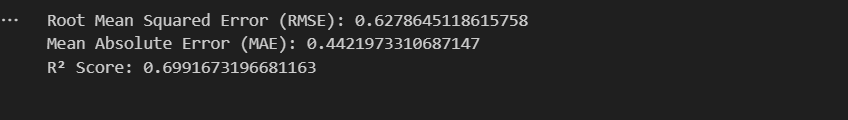 ... Root Mean Squared Error (RMSE): 0.6278645118615758
Mean Absolute Error (MAE): 0.4421973310687147
R² Score: 0.6991673196681163